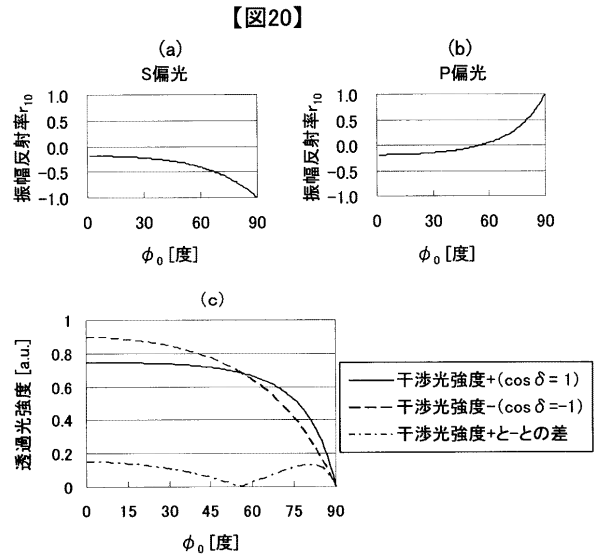 【図20】
(a)
S偏光
振幅反射率r10
1.0
0.5
0.0
-0.5
-1.0
0 30 60 90
φ0 [度]
(b)
P偏光
振幅反射率r10
1.0
0.5
0.0
-0.5
-1.0
0 30 60 90
φ0 [度]
(c)
透過光強度 [a.u.]
1
0.8
0.6
0.4
0.2
0
0 15 30 45 60 75 90
φ0 [度]
干渉光強度+(cosδ= 1)
干渉光強度-(cosδ=-1)
干渉光強度+と-との差